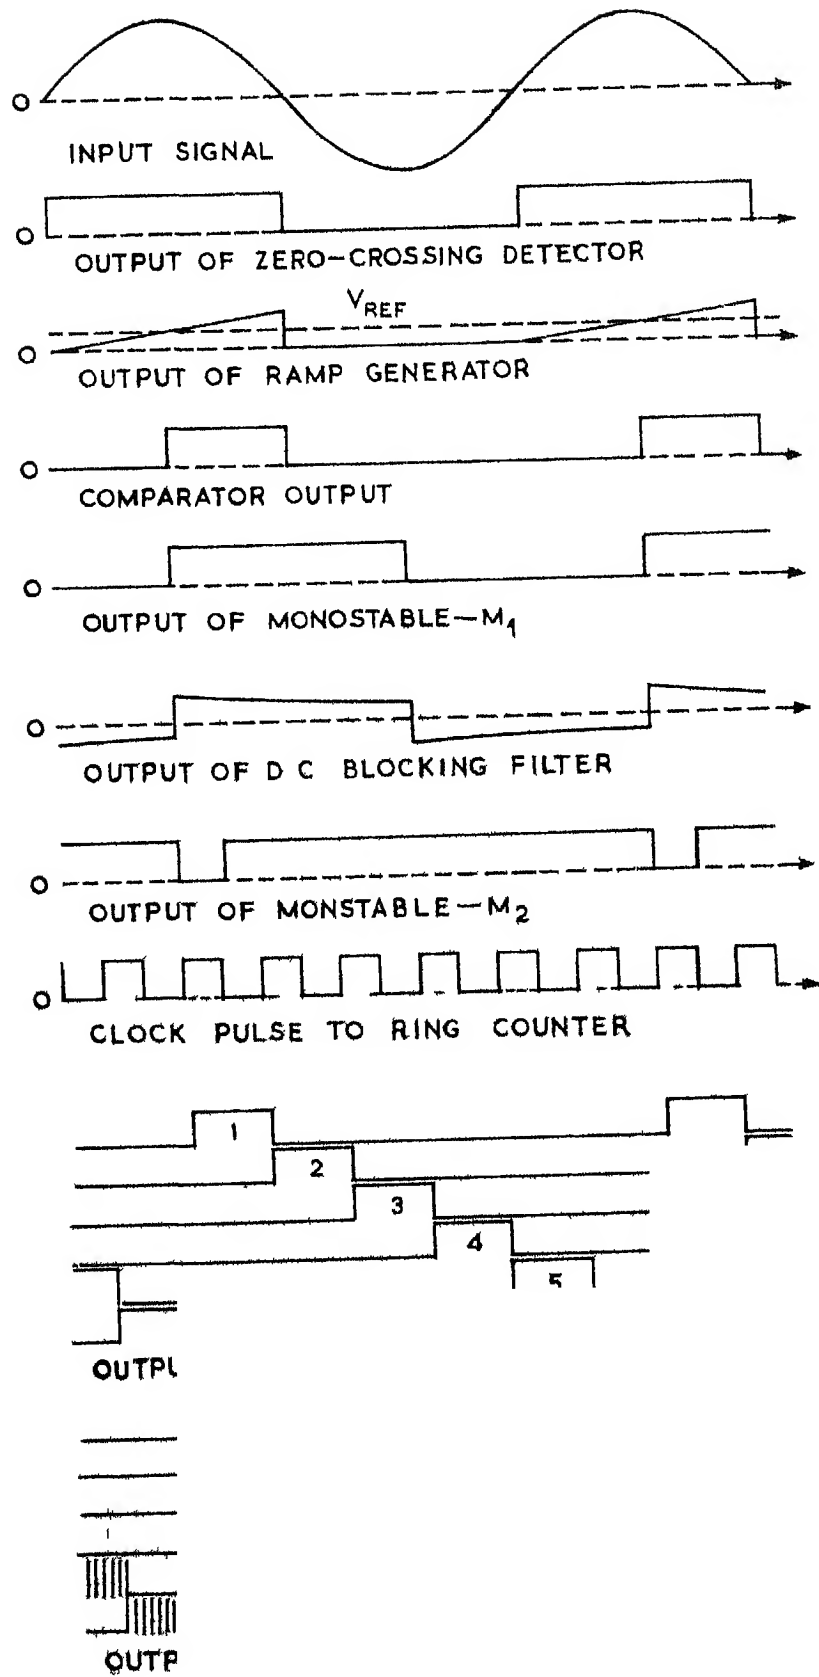 O
INPUT SIGNAL
O
OUTPUT OF ZERO-CROSSING DETECTOR
VREF
O
OUTPUT OF RAMP GENERATOR
O
COMPARATOR OUTPUT
O
OUTPUT OF MONOSTABLE-M1
O
OUTPUT OF D C BLOCKING FILTER
O
OUTPUT OF MONSTABLE-M2
O
CLOCK PULSE TO RING COUNTER
1
2
3
4
5